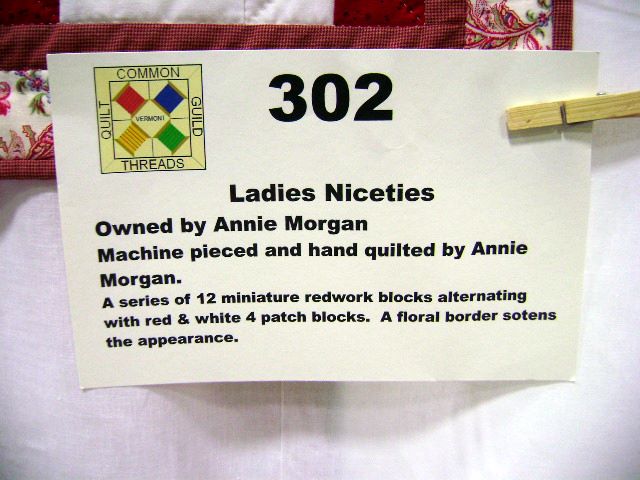 COMMON
QUILT
GUILD
VERMONT
THREADS
302
Ladies Niceties
Owned by Annie Morgan
Machine pieced and hand quilted by Annie
Morgan.
A series of 12 miniature redwork blocks alternating
with red & white 4 patch blocks. A floral border sotens
the appearance.